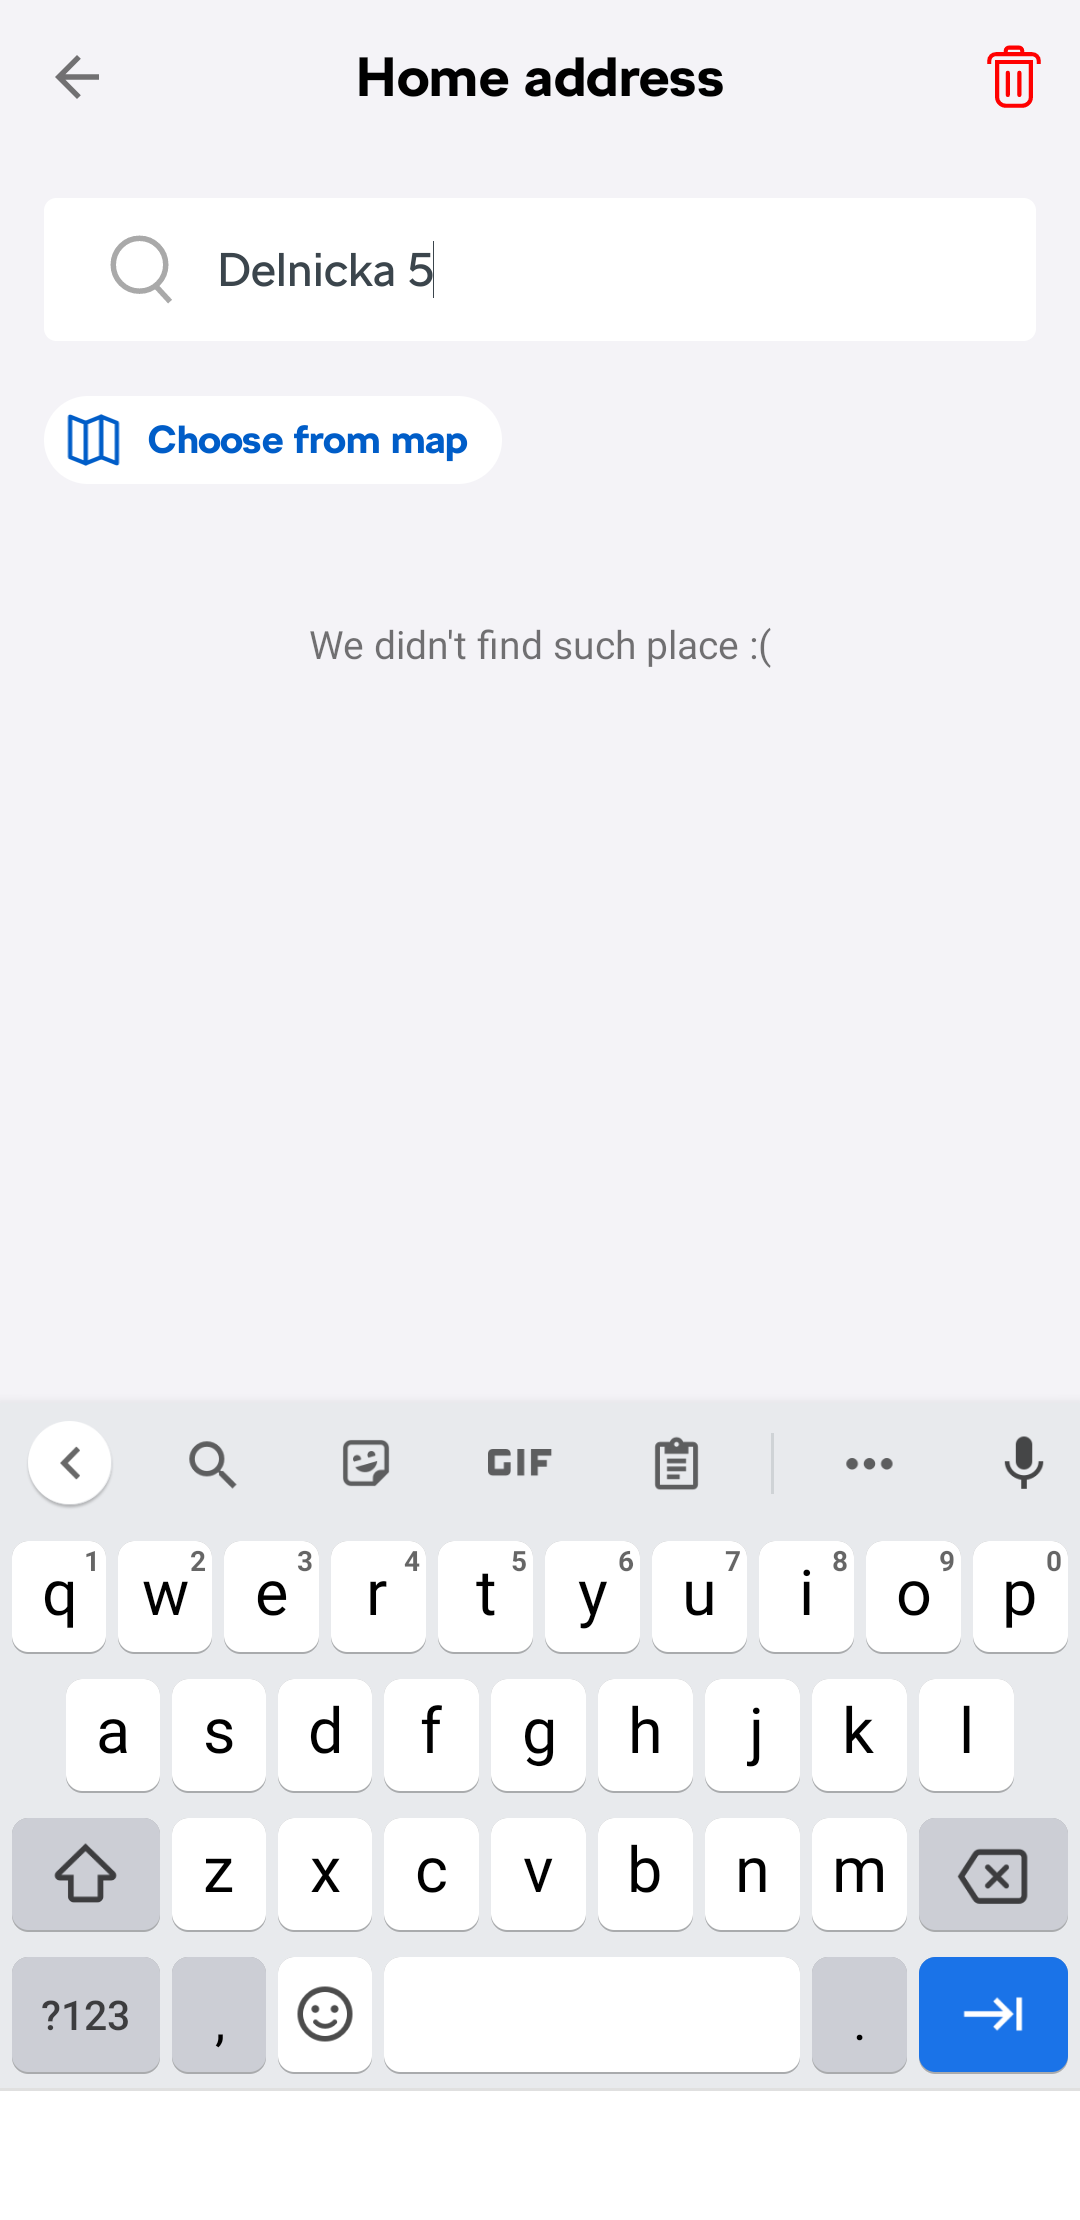 Home address
Delnicka 5
Choose from map
We didn't find such place :(
GIF
q 1 w 2 e 3 r 4 t 5 y 6 u 7 i 8 o 9 p 0
a s d f g h j k l
z x c v b n m
?123 , .